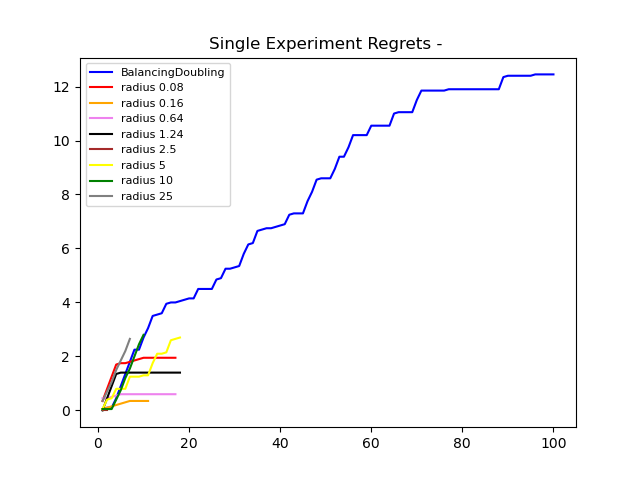 Single Experiment Regrets -
BalancingDoubling
radius 0.08
radius 0.16
radius 0.64
radius 1.24
radius 2.5
radius 5
radius 10
radius 25
12
10
8
6
4
2
0
0 20 40 60 80 100